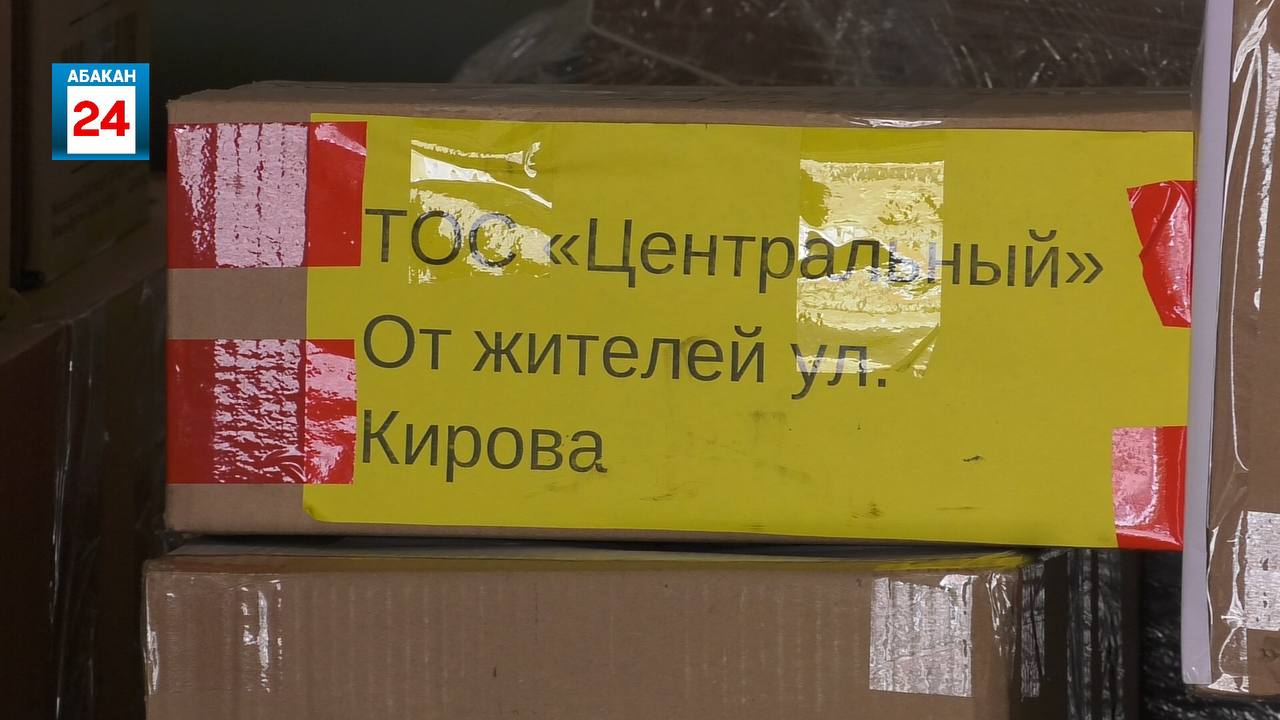 АБАКАН
24
ТОС «Центральный»
От жителей ул.
Кирова